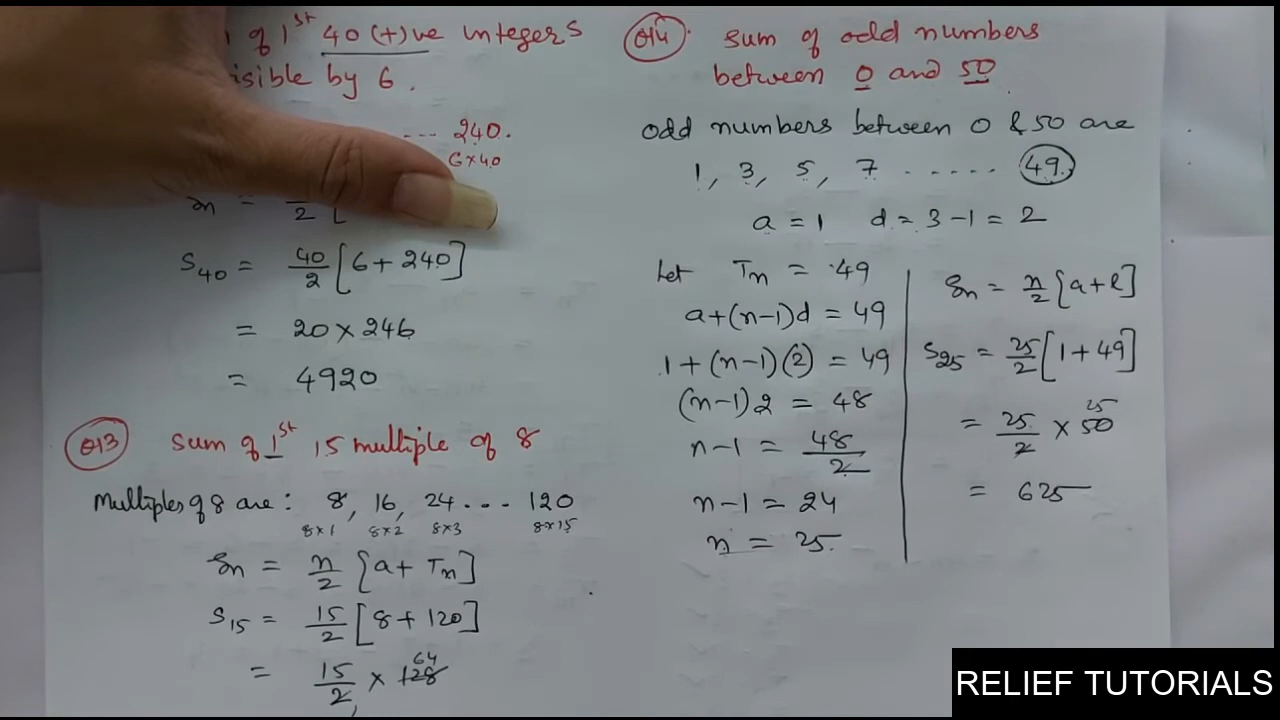 of 1st 40 (+)ve integers
isible by 6.
... 240.
6×40
n = /2 [
S40 = 40/2 [6 + 240]
= 20 × 246
= 4920
Q13 Sum of 1st 15 multiple of 8
Multiples of 8 are: 8, 16, 24 ... 120
8×1 8×2 8×3 8×15
Sn = n/2 [a + Tn]
S15 = 15/2 [8 + 120]
= 15/2 × 128 64
Q14. Sum of odd numbers
between 0 and 50
odd numbers between 0 & 50 are
1, 3, 5, 7 ...... 49.
a = 1 d = 3 - 1 = 2
Let Tn = 49
a + (n-1)d = 49
1 + (n-1)(2) = 49
(n-1)2 = 48
n-1 = 48/2
n-1 = 24
n = 25.
Sn = n/2 [a + l]
S25 = 25/2 [1 + 49]
= 25/2 × 50 25
= 625
RELIEF TUTORIALS